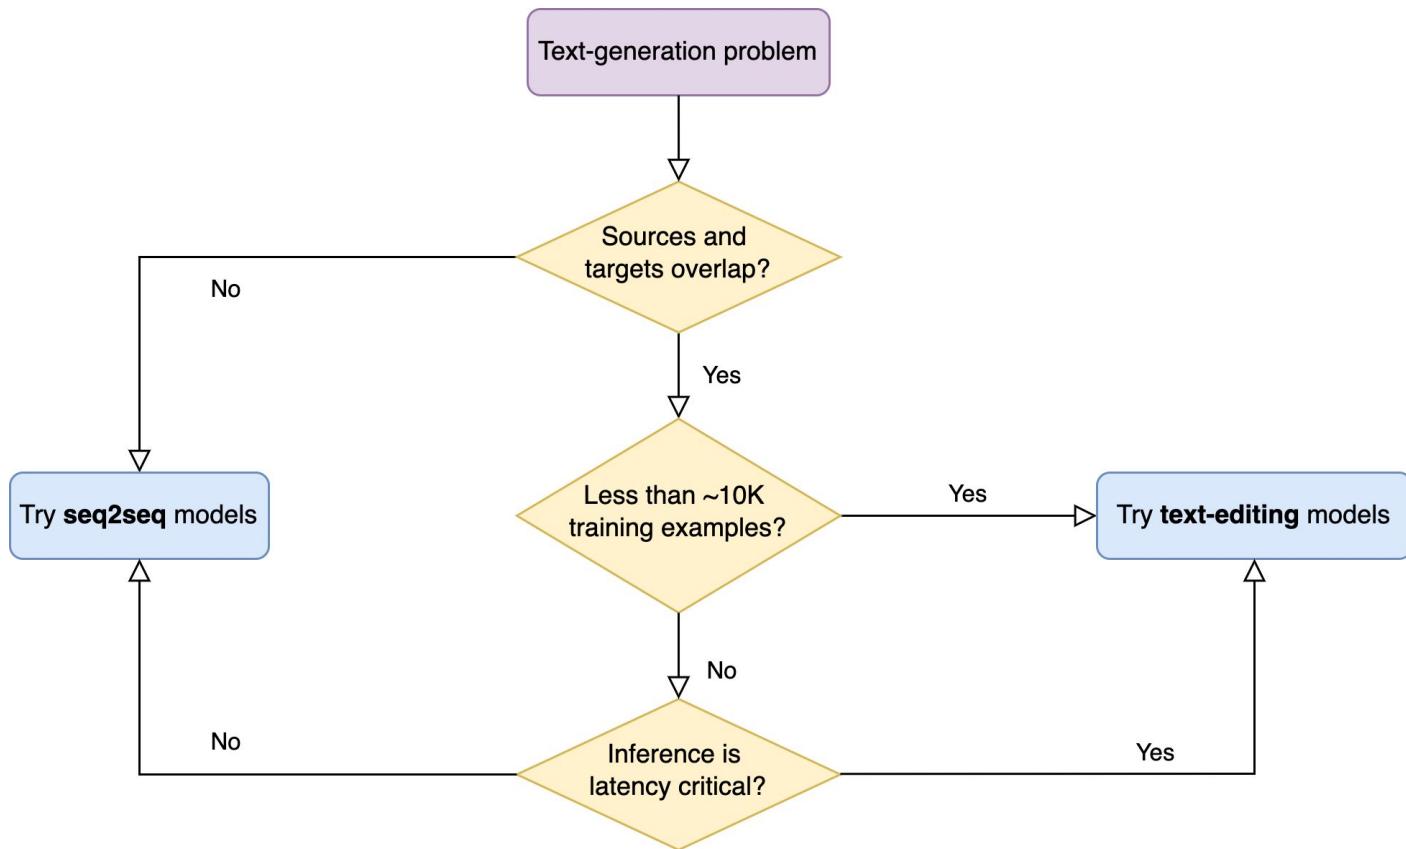 Text-generation problem
Sources and
targets overlap?
No
Yes
Less than ~10K
training examples?
Yes
Try seq2seq models
Try text-editing models
No
Inference is
latency critical?
No
Yes